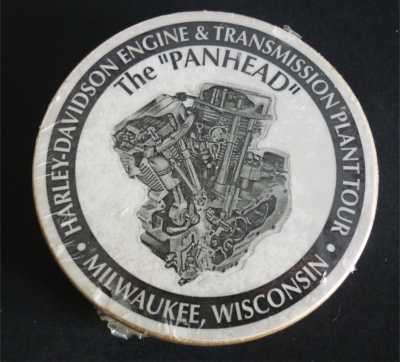 • HARLEY-DAVIDSON ENGINE & TRANSMISSION PLANT TOUR •
The "PANHEAD"
MILWAUKEE, WISCONSIN